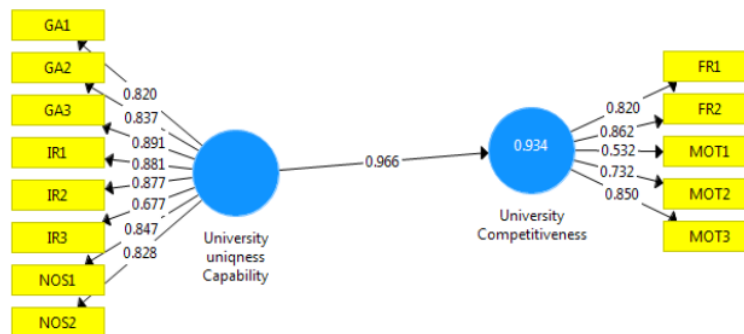 GA1
GA2
GA3
IR1
IR2
IR3
NOS1
NOS2
0.820
0.837
0.891
0.881
0.877
0.677
0.847
0.828
University
uniqness
Capability
0.966
0.934
University
Competitiveness
0.820
0.862
0.532
0.732
0.850
FR1
FR2
MOT1
MOT2
MOT3